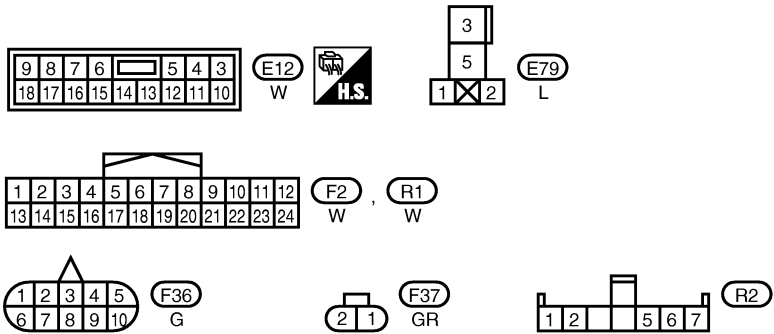 9 8 7 6 5 4 3
18 17 16 15 14 13 12 11 10
E12
W
H.S.
3
5
1 2
E79
L
1 2 3 4 5 6 7 8 9 10 11 12
13 14 15 16 17 18 19 20 21 22 23 24
F2 , R1
W W
1 2 3 4 5
6 7 8 9 10
F36
G
2 1
F37
GR
1 2 5 6 7
R2